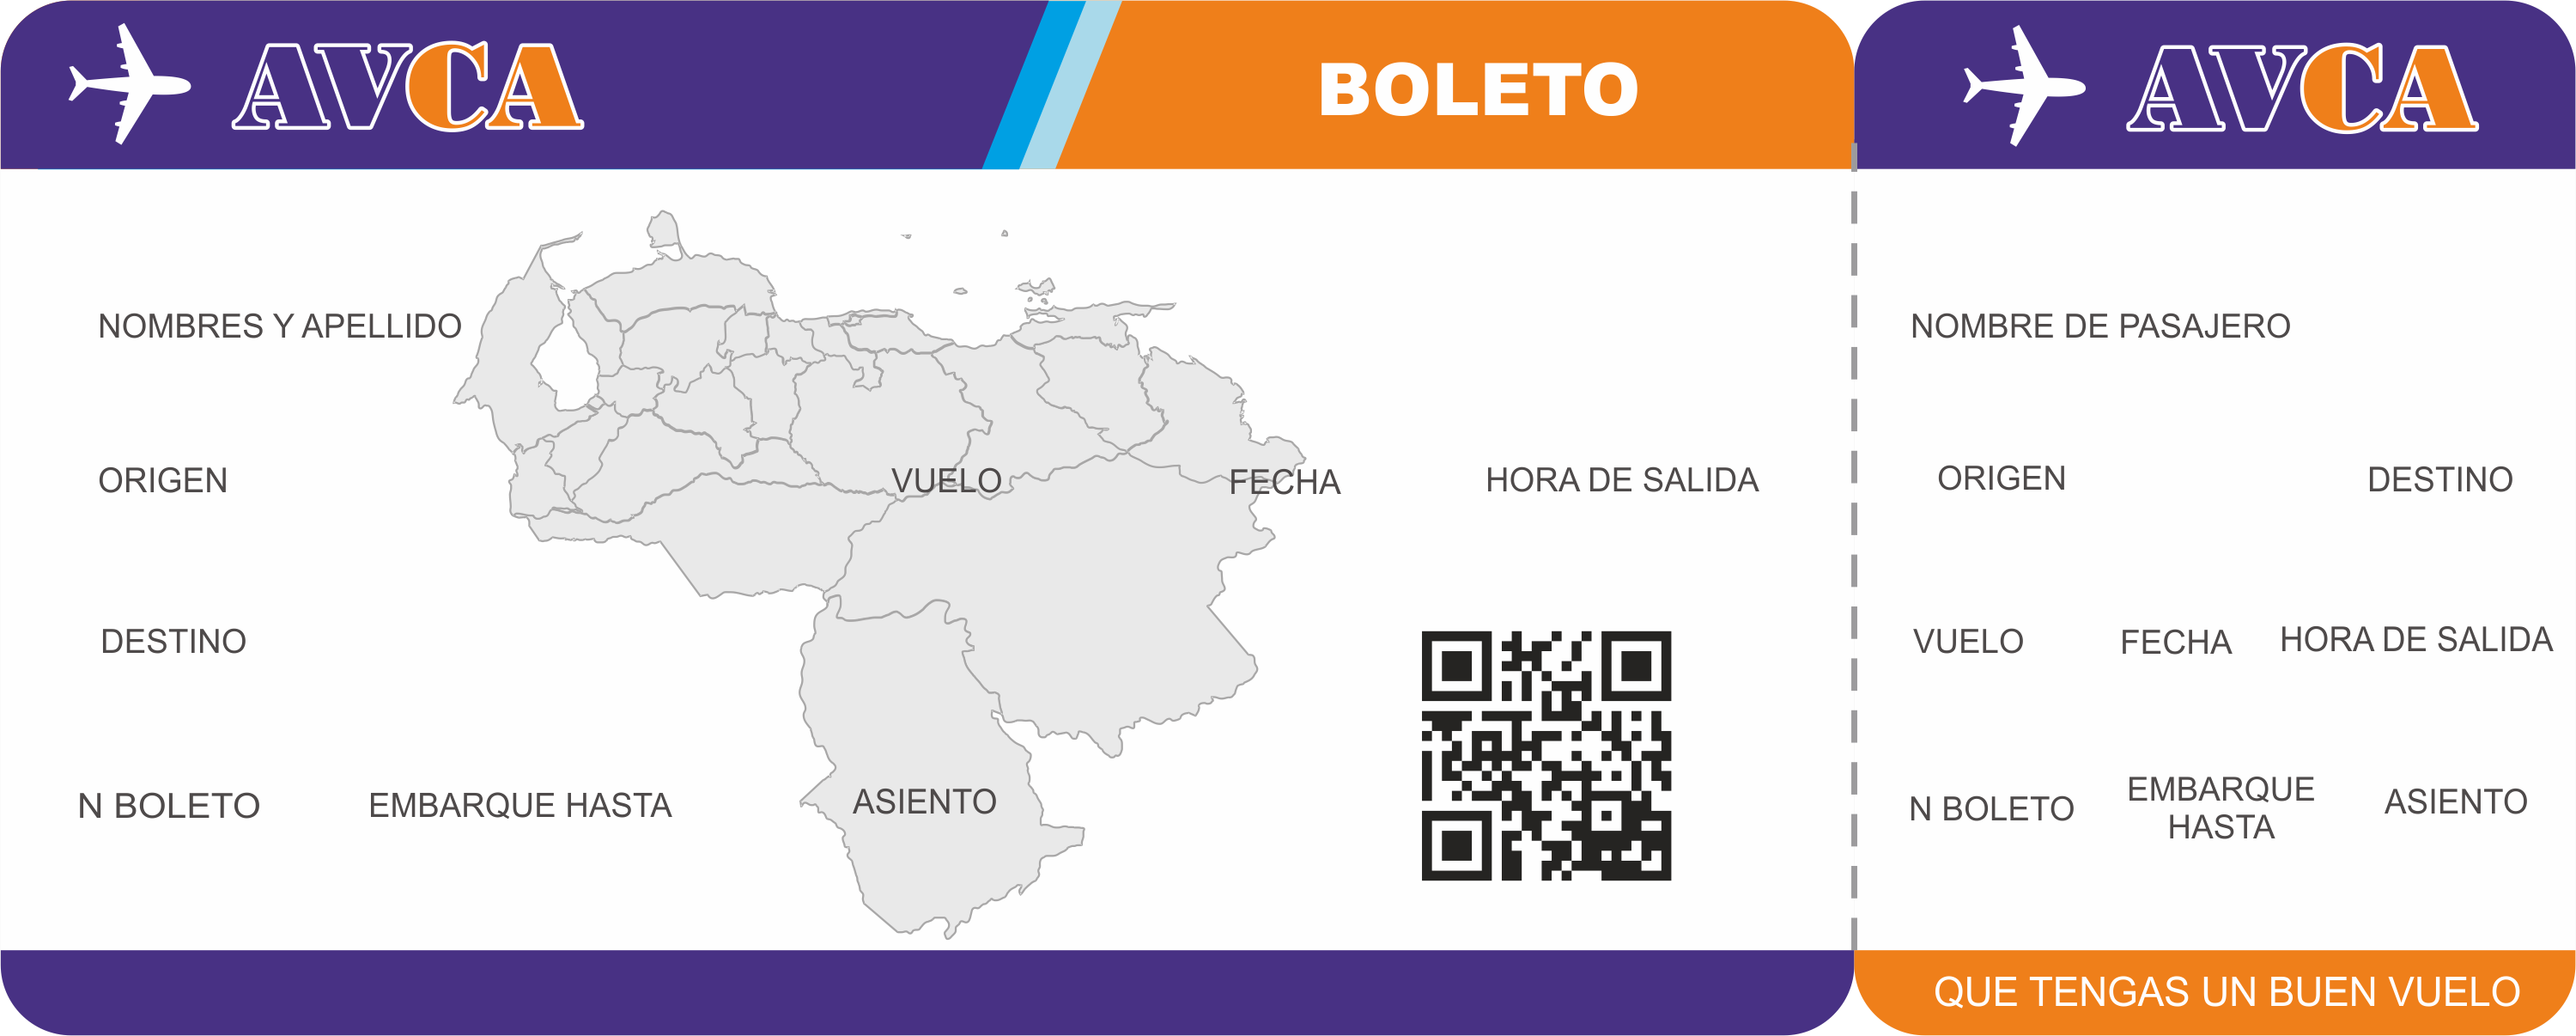 AVCA
BOLETO
NOMBRES Y APELLIDO
ORIGEN
VUELO
FECHA
HORA DE SALIDA
DESTINO
N BOLETO
EMBARQUE HASTA
ASIENTO
AVCA
NOMBRE DE PASAJERO
ORIGEN
DESTINO
VUELO
FECHA
HORA DE SALIDA
N BOLETO
EMBARQUE
HASTA
ASIENTO
QUE TENGAS UN BUEN VUELO